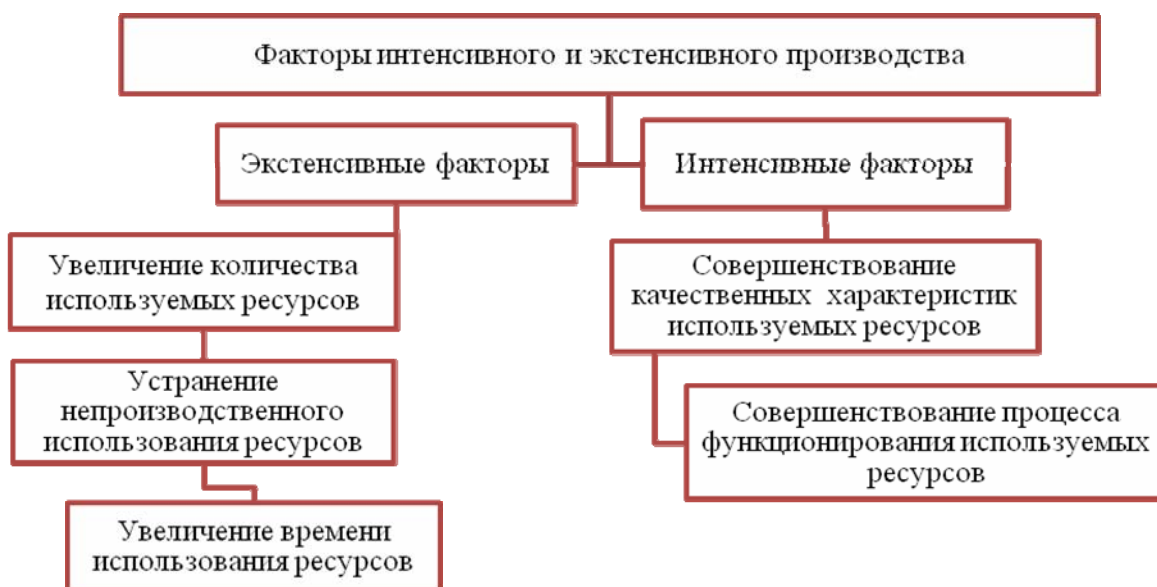 Факторы интенсивного и экстенсивного производства
Экстенсивные факторы
Интенсивные факторы
Увеличение количества
используемых ресурсов
Устранение
непроизводственного
использования ресурсов
Увеличение времени
использования ресурсов
Совершенствование
качественных характеристик
используемых ресурсов
Совершенствование процесса
функционирования используемых
ресурсов